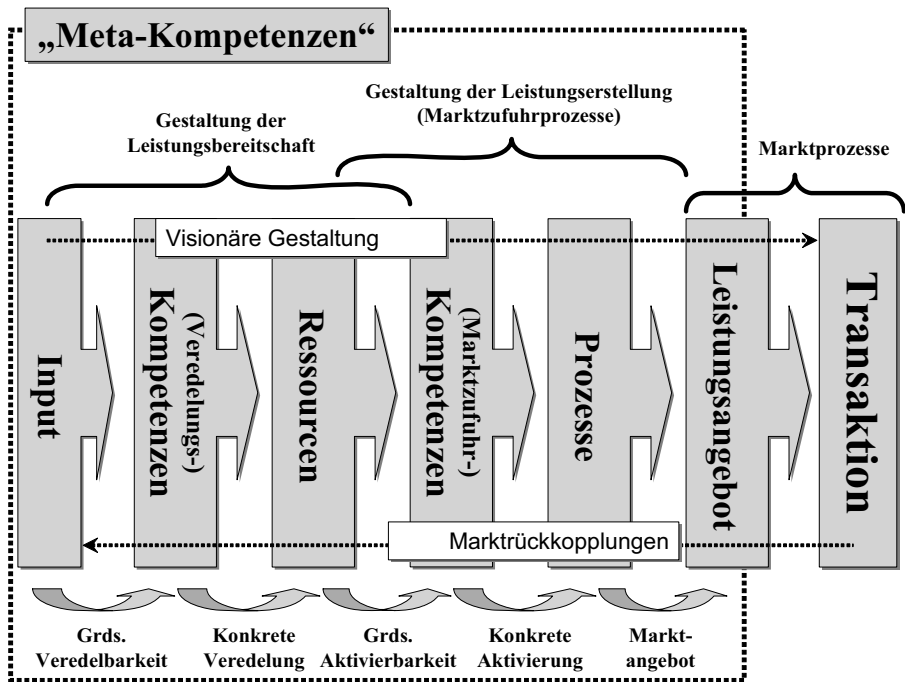 „Meta-Kompetenzen“
Gestaltung der Leistungserstellung
(Marktzufuhrprozesse)
Gestaltung der
Leistungsbereitschaft
Marktprozesse
Visionäre Gestaltung
Input
(Veredelungs-)
Kompetenzen
Ressourcen
(Marktzufuhr-)
Kompetenzen
Prozesse
Leistungsangebot
Transaktion
Marktrückkopplungen
Grds.
Veredelbarkeit
Konkrete
Veredelung
Grds.
Aktivierbarkeit
Konkrete
Aktivierung
Markt-
angebot